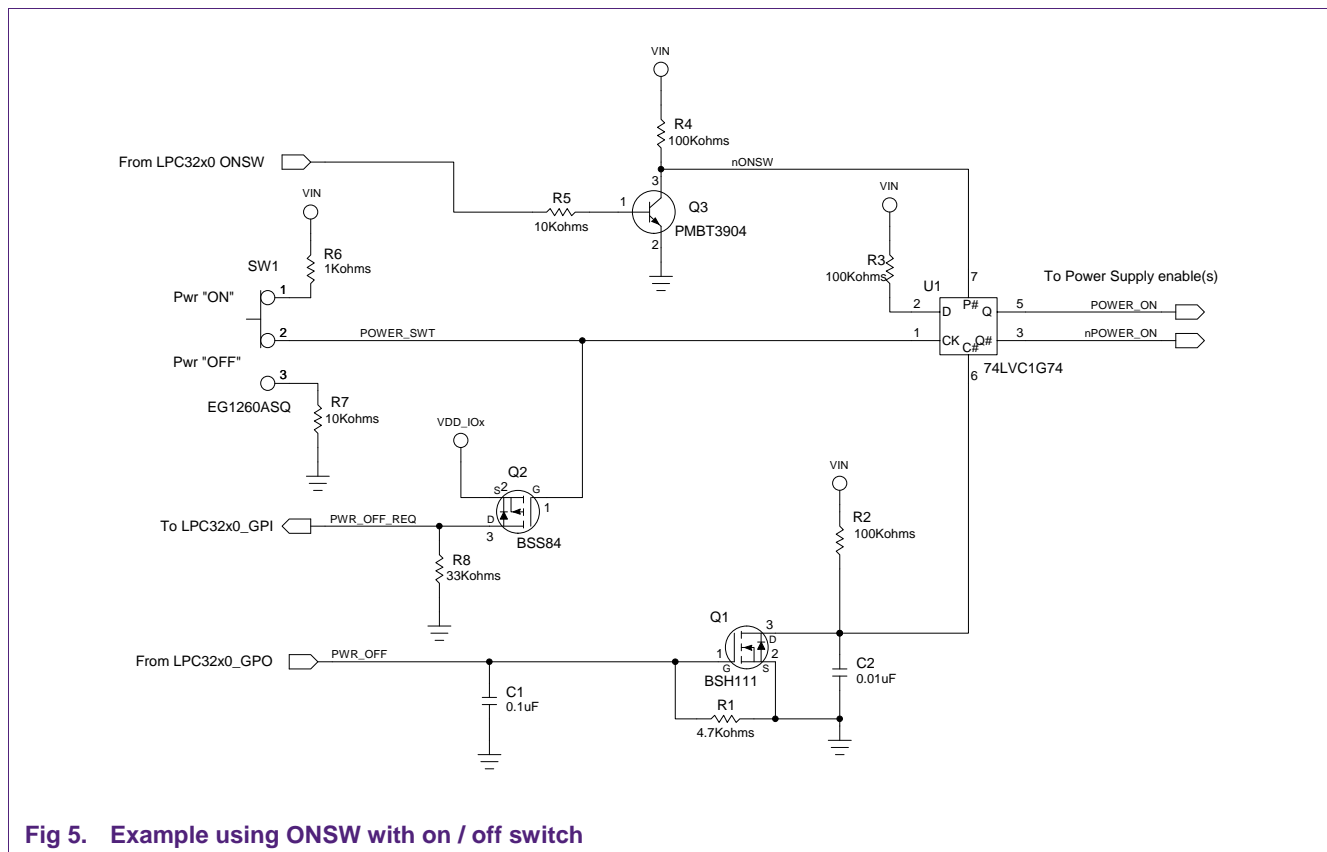 VIN
R4
100Kohms
From LPC32x0 ONSW
nONSW
3
VIN
R5
1
Q3
VIN
10Kohms
PMBT3904
2
R6
1Kohms
SW1
R3
100Kohms
7
To Power Supply enable(s)
U1
Pwr "ON"
1
2
D
P#
Q
5
POWER_ON
2
POWER_SWT
1
CK
Q#
3
nPOWER_ON
C#
Pwr "OFF"
74LVC1G74
6
3
EG1260ASQ
R7
10Kohms
VDD_IOx
Q2
VIN
S
2
G
1
To LPC32x0_GPI
PWR_OFF_REQ
D
3
BSS84
R2
100Kohms
R8
33Kohms
Q1
3
D
From LPC32x0_GPO
PWR_OFF
1
2
G
S
BSH111
C2
0.01uF
C1
0.1uF
R1
4.7Kohms
Fig 5. Example using ONSW with on / off switch